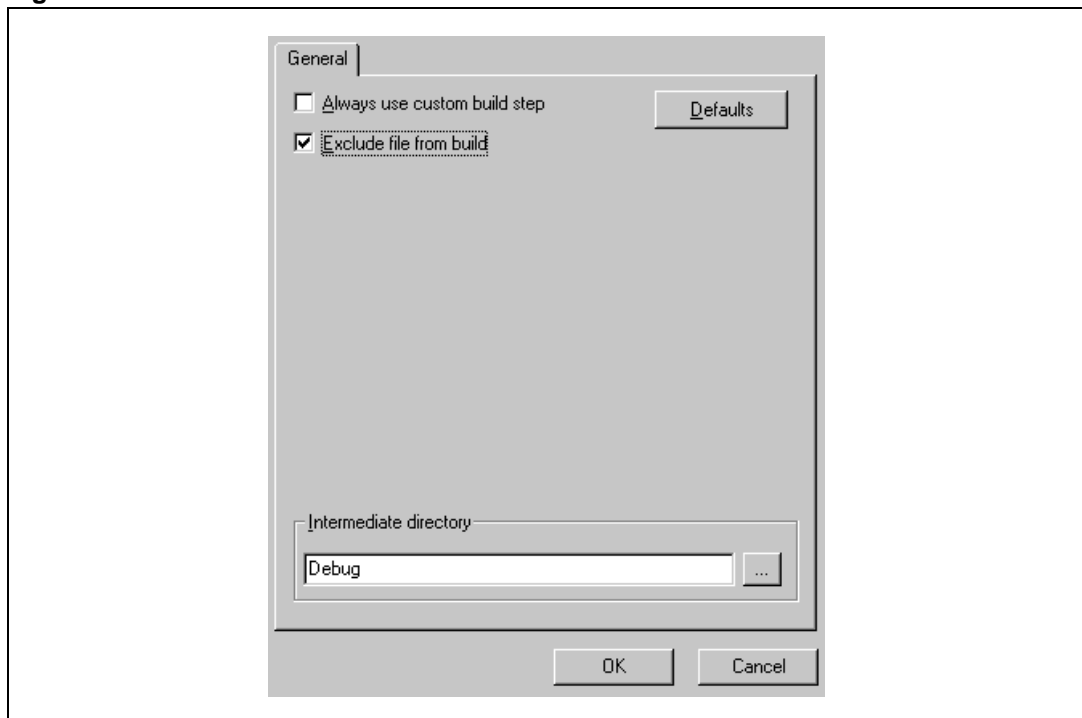 General
Always use custom build step
Defaults
Exclude file from build
Intermediate directory
Debug
...
OK
Cancel